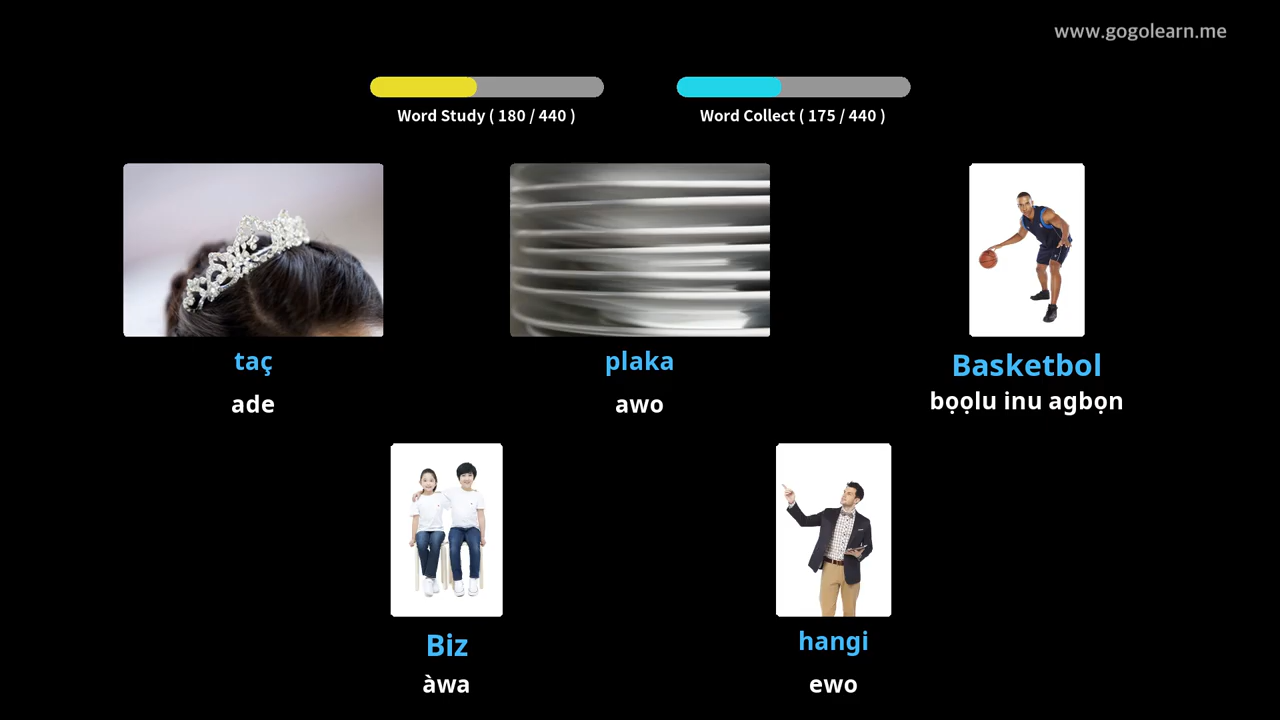 www.gogolearn.me
Word Study ( 180 / 440 )
Word Collect ( 175 / 440 )
taç
ade
plaka
awo
Basketbol
bọọlu inu agbọn
Biz
àwa
hangi
ewo